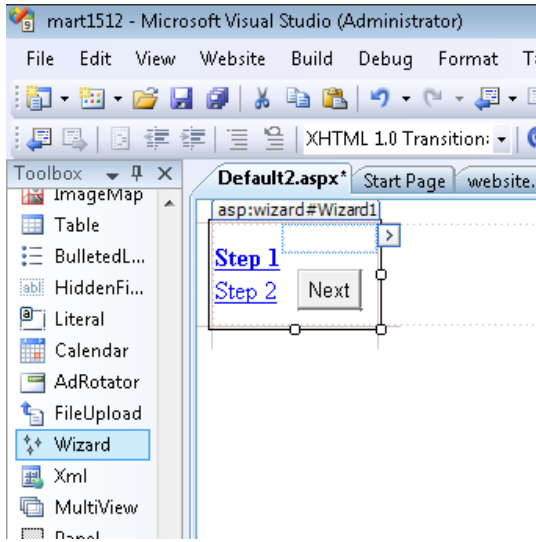 mart1512 - Microsoft Visual Studio (Administrator)
File Edit View Website Build Debug Format
XHTML 1.0 Transition:
Toolbox Default2.aspx* Start Page website.
ImageMap asp:wizard#Wizard1
Table
BulletedL... Step 1
HiddenFi... Step 2 Next
abl
Literal
Calendar
AdRotator
FileUpload
Wizard
Xml
MultiView
Panel